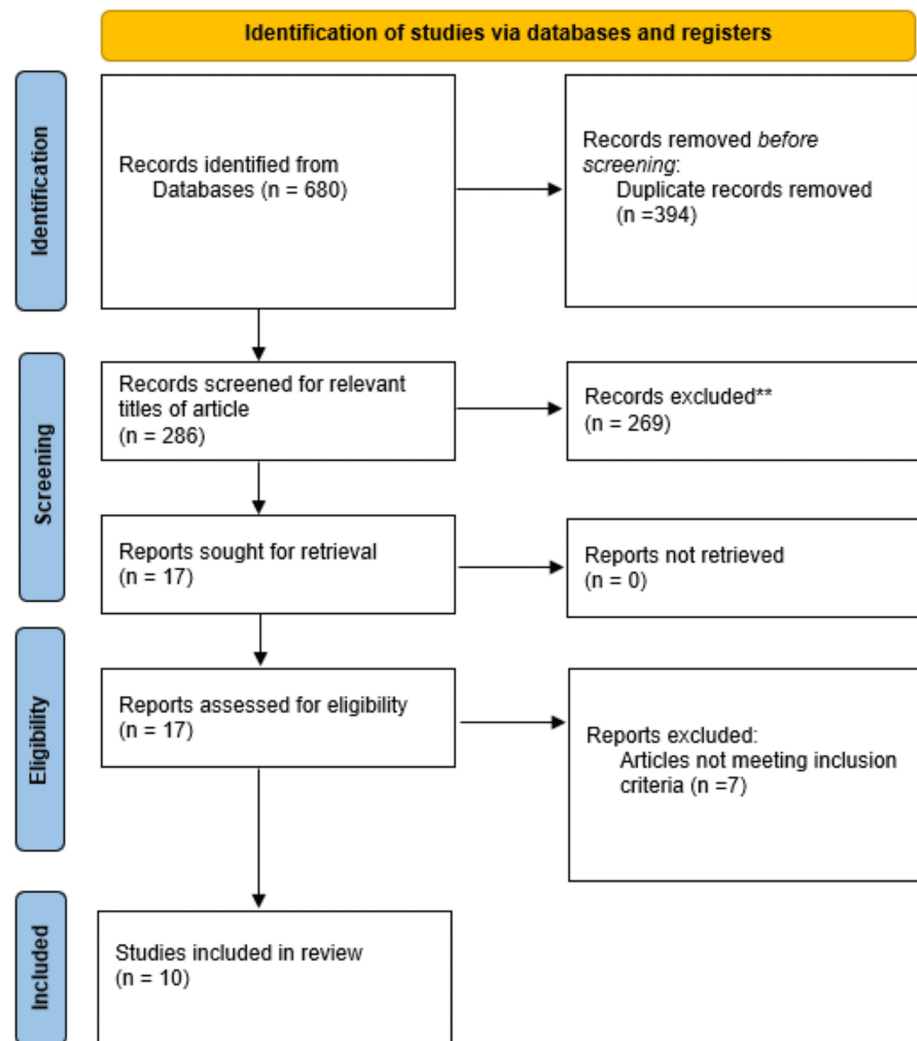 Identification of studies via databases and registers
Identification
Records identified from
Databases (n = 680)
Records removed before
screening:
Duplicate records removed
(n =394)
Screening
Records screened for relevant
titles of article
(n = 286)
Records excluded**
(n = 269)
Reports sought for retrieval
(n = 17)
Reports not retrieved
(n = 0)
Eligibility
Reports assessed for eligibility
(n = 17)
Reports excluded:
Articles not meeting inclusion
criteria (n =7)
Included
Studies included in review
(n = 10)